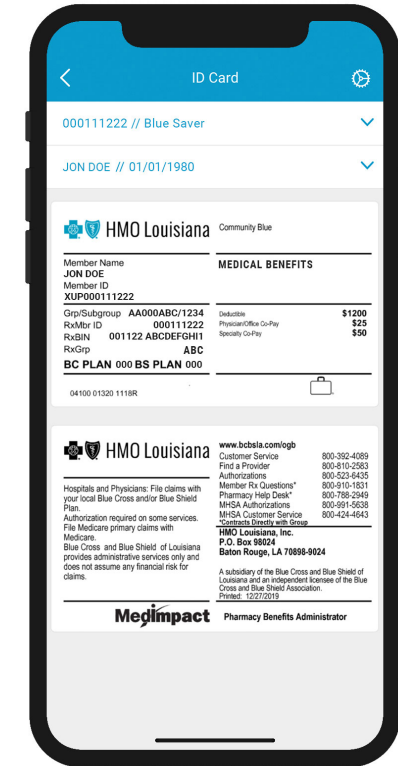 ID Card
000111222 // Blue Saver
JON DOE // 01/01/1980
HMO Louisiana
Community Blue
Member Name
JON DOE
Member ID
XUP000111222
MEDICAL BENEFITS
Grp/Subgroup AA000ABC/1234
RxMbr ID 000111222
RxBIN 001122 ABCDEFGHI1
RxGrp ABC
BC PLAN 000 BS PLAN 000
Deductible $1200
Physician/Office Co-Pay $25
Specialty Co-Pay $50
04100 01320 1118R
HMO Louisiana
Hospitals and Physicians: File claims with
your local Blue Cross and/or Blue Shield
Plan.
Authorization required on some services.
File Medicare primary claims with
Medicare.
Blue Cross and Blue Shield of Louisiana
provides administrative services only and
does not assume any financial risk for
claims.
www.bcbsla.com/ogb
Customer Service 800-392-4089
Find a Provider 800-810-2583
Authorizations 800-523-6435
Member Rx Questions* 800-910-1831
Pharmacy Help Desk* 800-788-2949
MHSA Authorizations 800-991-5638
MHSA Customer Service 800-424-4643
*Contracts Directly with Group
HMO Louisiana, Inc.
P.O. Box 98024
Baton Rouge, LA 70898-9024
A subsidiary of the Blue Cross and Blue Shield of
Louisiana and an independent licensee of the Blue
Cross and Blue Shield Association.
Printed: 12/27/2019
Medimpact
Pharmacy Benefits Administrator